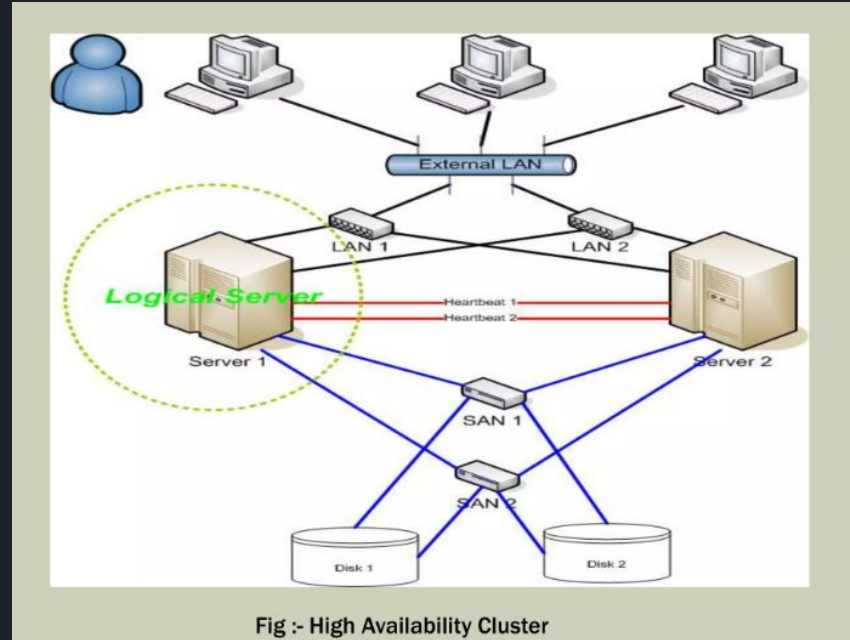 External LAN
LAN 1
LAN 2
Logical Server
Heartbeat 1
Heartbeat 2
Server 1
Server 2
SAN 1
SAN 2
Disk 1
Disk 2
Fig :- High Availability Cluster